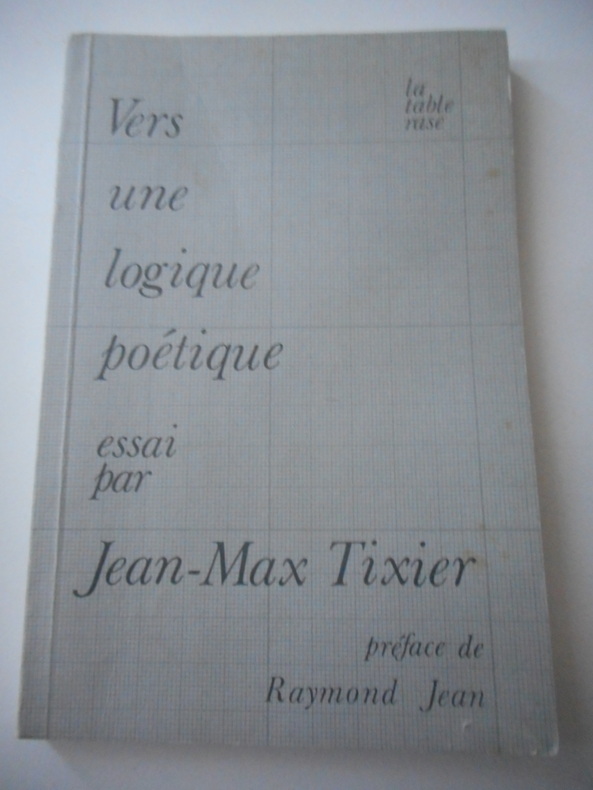 Vers
la
table
rase
une
logique
poétique
essai
par
Jean-Max Tixier
préface de
Raymond Jean